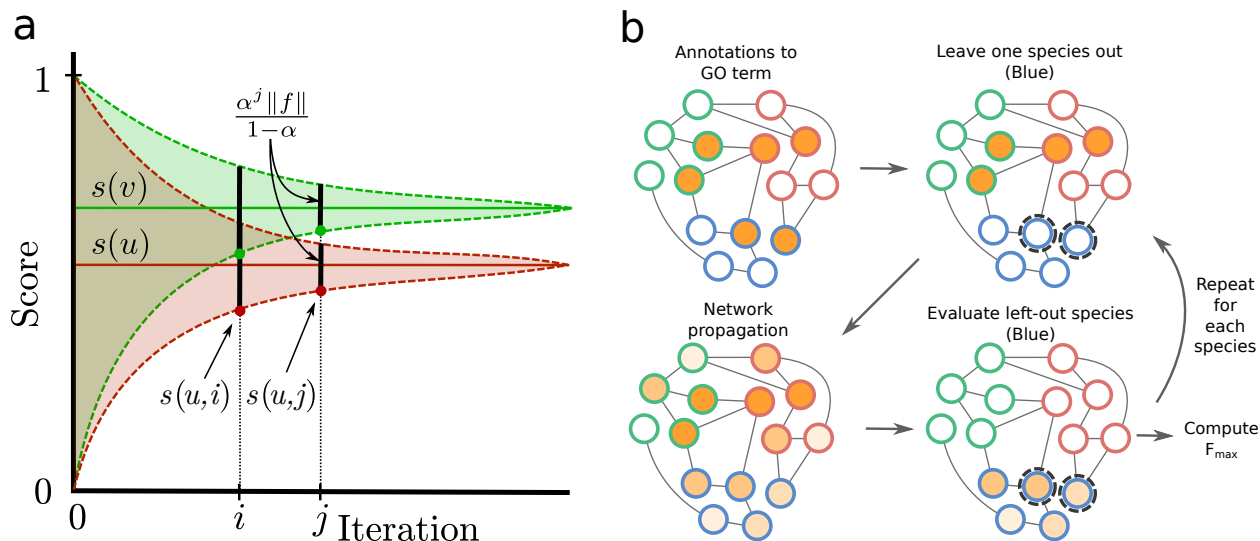 a
1
Score
0
s(v)
s(u)
α^j ||f||
1−α
s(u,i)
s(u,j)
0
i
j
Iteration
b
Annotations to
GO term
Leave one species out
(Blue)
Network
propagation
Evaluate left-out species
(Blue)
Repeat
for
each
species
Compute
F_max